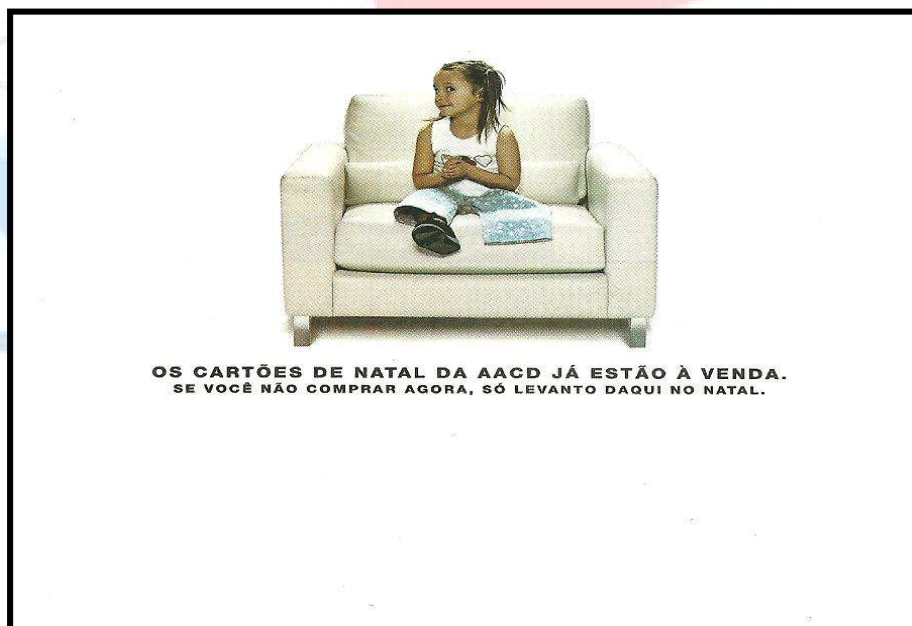 OS CARTÕES DE NATAL DA AACD JÁ ESTÃO À VENDA.
SE VOCÊ NÃO COMPRAR AGORA, SÓ LEVANTO DAQUI NO NATAL.